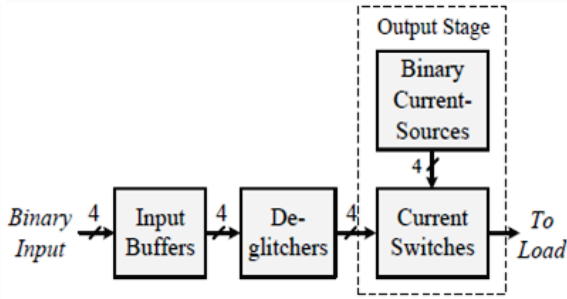 Output Stage
Binary
Current-
Sources
4
Binary
Input
4
Input
Buffers
4
De-
glitchers
4
Current
Switches
To
Load